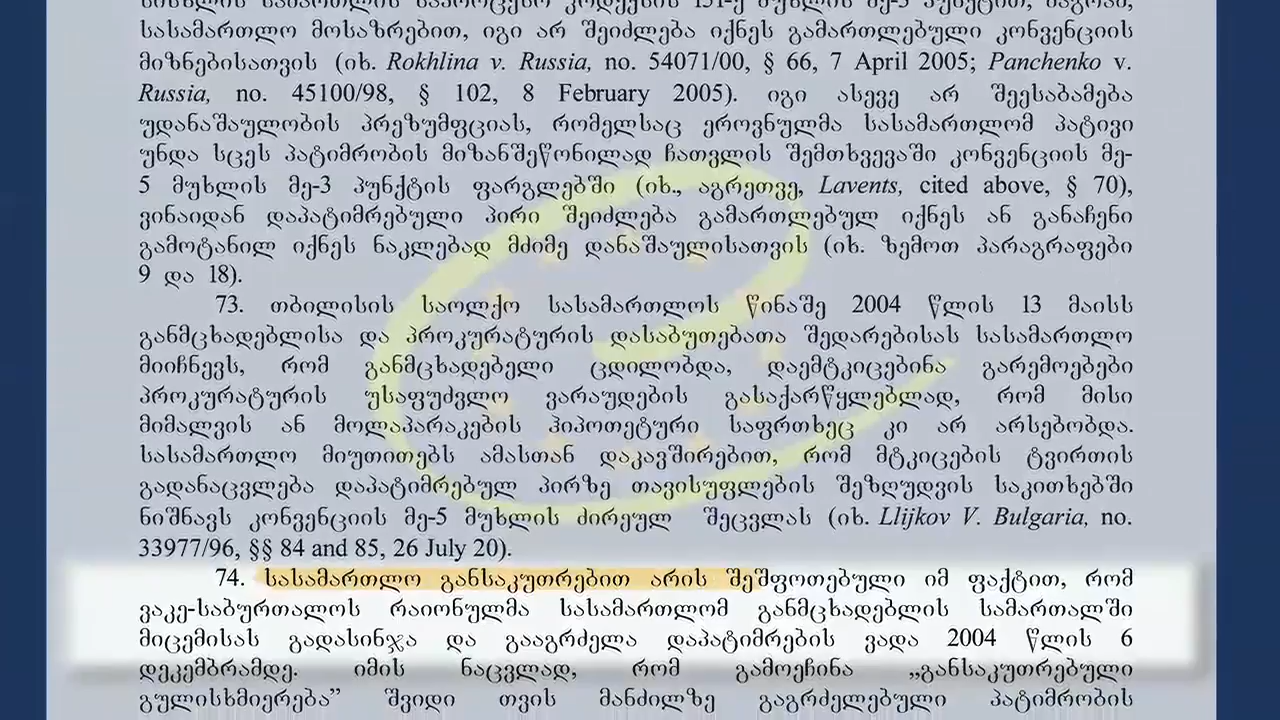 სისხლის სამართლის საპროცესო კოდექსის 151-ე მუხლის მე-3 პუნქტით, მაგრამ,
სასამართლო მოსაზრებით, იგი არ შეიძლება იქნეს გამართლებული კონვენციის
მიზნებისათვის (იხ. Rokhlina v. Russia, no. 54071/00, § 66, 7 April 2005; Panchenko v.
Russia, no. 45100/98, § 102, 8 February 2005). იგი ასევე არ შეესაბამება
უდანაშაულობის პრეზუმფციას, რომელსაც ეროვნულმა სასამართლომ პატივი
უნდა სცეს პატიმრობის მიზანშეწონილად ჩათვლის შემთხვევაში კონვენციის მე-
5 მუხლის მე-3 პუნქტის ფარგლებში (იხ., აგრეთვე, Lavents, cited above, § 70),
ვინაიდან დაპატიმრებული პირი შეიძლება გამართლებულ იქნეს ან განაჩენი
გამოტანილ იქნეს ნაკლებად მძიმე დანაშაულისათვის (იხ. ზემოთ პარაგრაფები
9 და 18).
73. თბილისის საოლქო სასამართლოს წინაშე 2004 წლის 13 მაისს
განმცხადებლისა და პროკურატურის დასაბუთებათა შედარებისას სასამართლო
მიიჩნევს, რომ განმცხადებელი ცდილობდა, დაემტკიცებინა გარემოებები
პროკურატურის უსაფუძვლო ვარაუდების გასაქარწყლებლად, რომ მისი
მიმალვის ან მოლაპარაკების ჰიპოთეტური საფრთხეც კი არ არსებობდა.
სასამართლო მიუთითებს ამასთან დაკავშირებით, რომ მტკიცების ტვირთის
გადანაცვლება დაპატიმრებულ პირზე თავისუფლების შეზღუდვის საკითხებში
ნიშნავს კონვენციის მე-5 მუხლის ძირეულ შეცვლას (იხ. Llijkov V. Bulgaria, no.
33977/96, §§ 84 and 85, 26 July 20).
74. სასამართლო განსაკუთრებით არის შეშფოთებული იმ ფაქტით, რომ
ვაკე-საბურთალოს რაიონულმა სასამართლომ განმცხადებლის სამართალში
მიცემისას გადასინჯა და გააგრძელა დაპატიმრების ვადა 2004 წლის 6
დეკემბრამდე. იმის ნაცვლად, რომ გამოეჩინა „განსაკუთრებული
გულისხმიერება” შვიდი თვის მანძილზე გაგრძელებული პატიმრობის